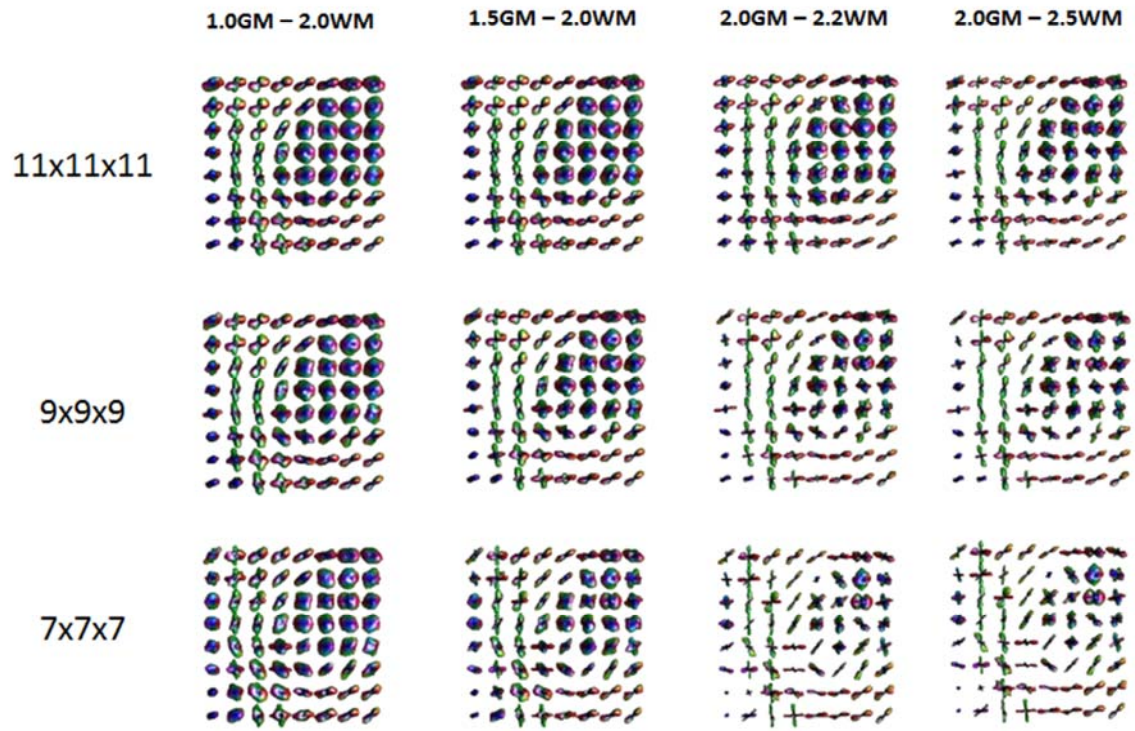 1.0GM – 2.0WM 1.5GM – 2.0WM 2.0GM – 2.2WM 2.0GM – 2.5WM
11x11x11
9x9x9
7x7x7